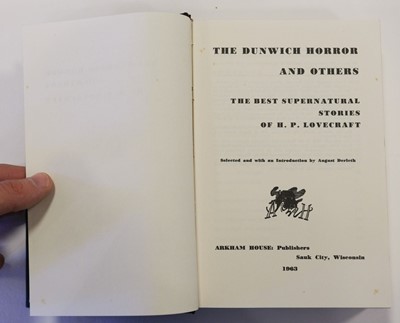 THE DUNWICH HORROR
AND OTHERS
THE BEST SUPERNATURAL
STORIES
OF H. P. LOVECRAFT
Selected and with an Introduction by August Derleth
A H
ARKHAM HOUSE: Publishers
Sauk City, Wisconsin
1963